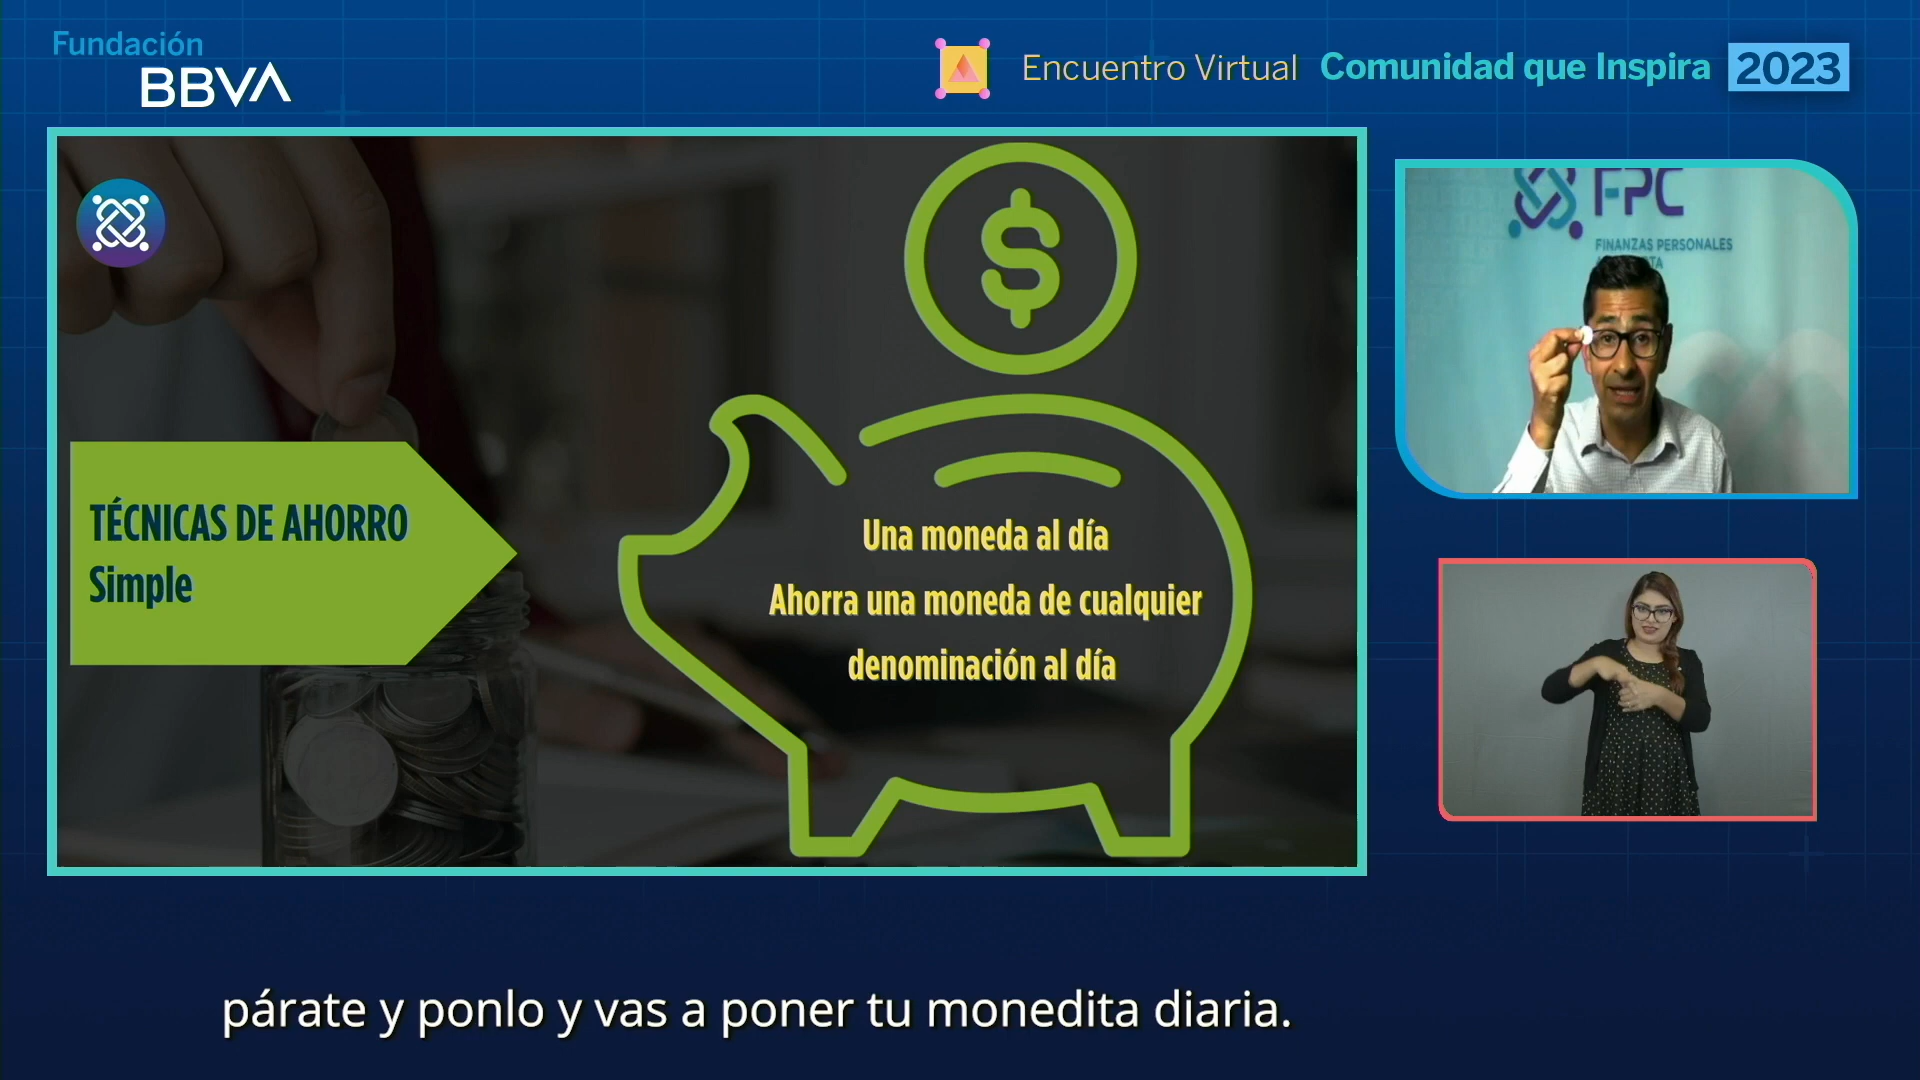 Fundación
BBVA
Encuentro Virtual Comunidad que Inspira 2023
FPC
FINANZAS PERSONALES
TÉCNICAS DE AHORRO
Simple
$
Una moneda al día
Ahorra una moneda de cualquier
denominación al día
párate y ponlo y vas a poner tu monedita diaria.